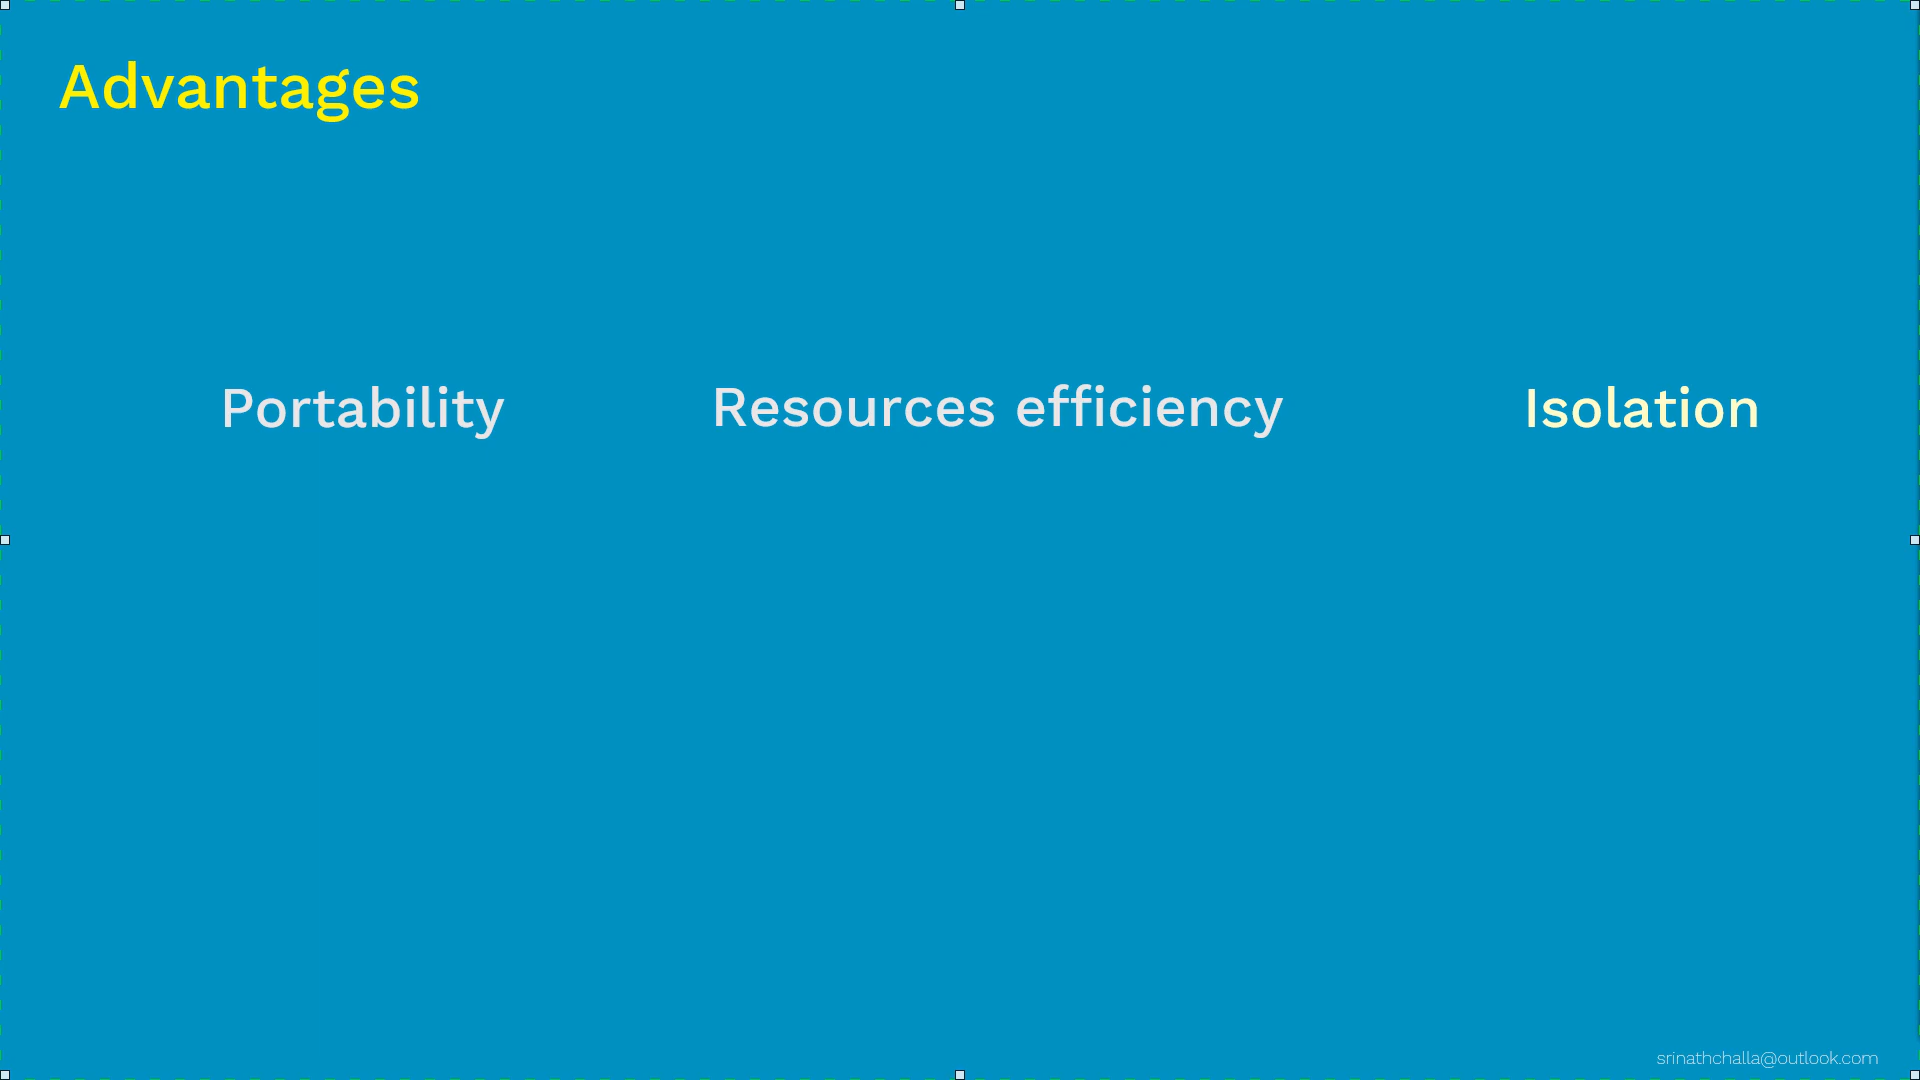 Advantages
Portability Resources efficiency Isolation
srinathchalla@outlook.com